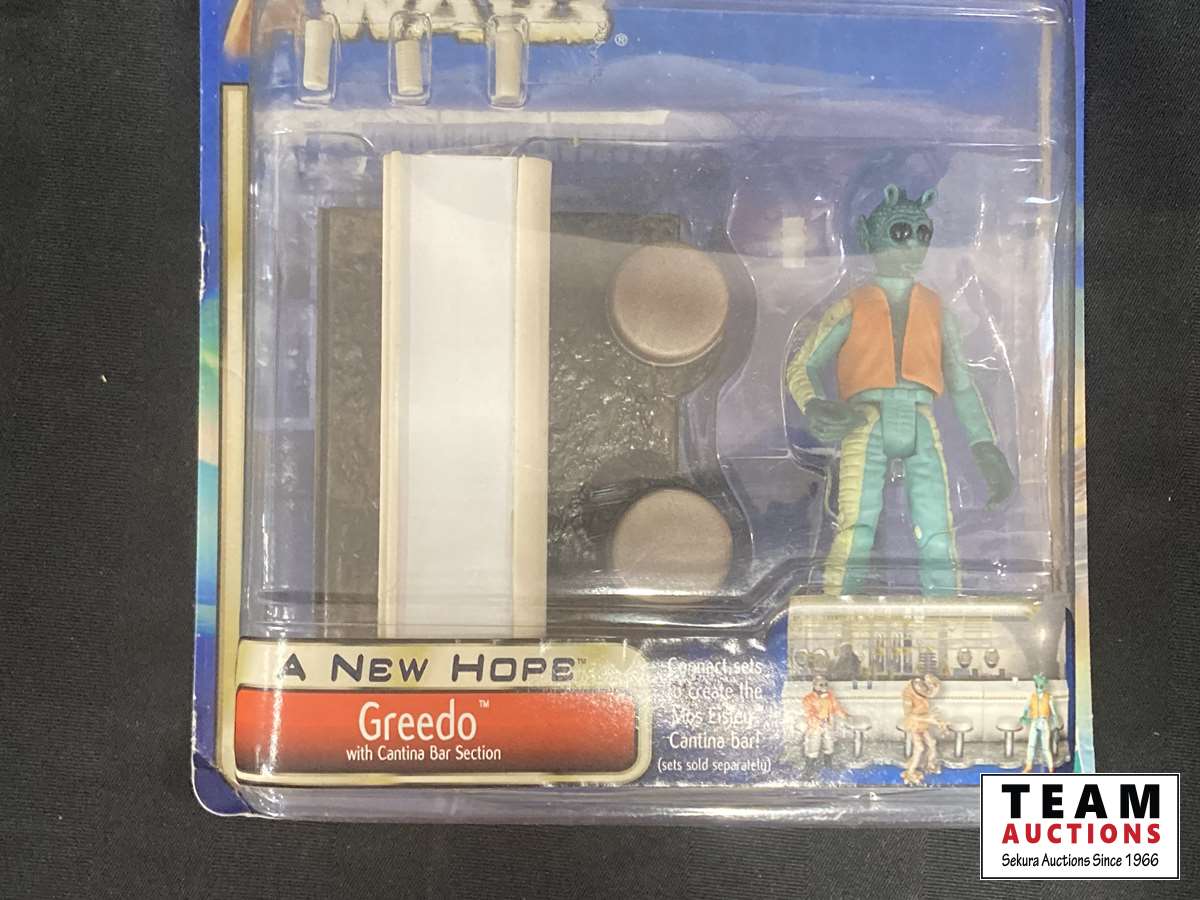 WARS
®
A NEW HOPE™
Greedo™
with Cantina Bar Section
Connect sets
to create the
Mos Eisley
Cantina bar!
(sets sold separately)
TEAM
AUCTIONS
Sekura Auctions Since 1966